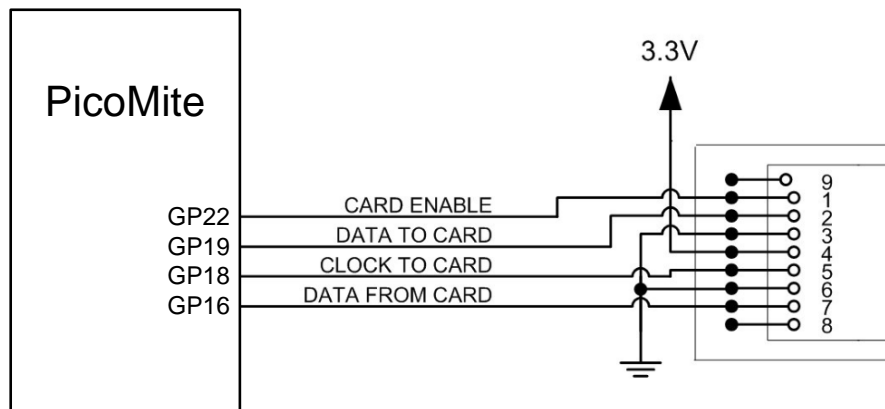 3.3V
PicoMite
9
1
2
3
4
5
6
7
8
GP22 CARD ENABLE
GP19 DATA TO CARD
GP18 CLOCK TO CARD
GP16 DATA FROM CARD